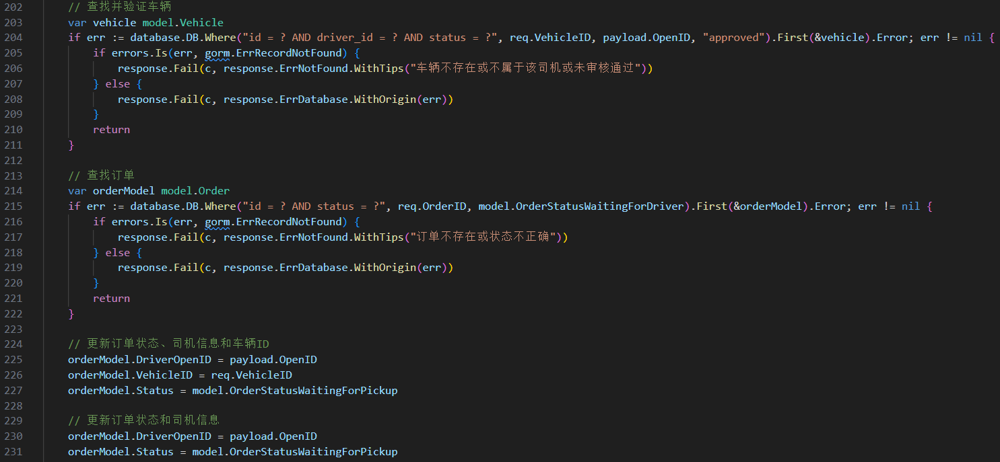 202 // 查找并验证车辆
203 var vehicle model.Vehicle
204 if err := database.DB.Where("id = ? AND driver_id = ? AND status = ?", req.VehicleID, payload.OpenID, "approved").First(&vehicle).Error; err != nil {
205 if errors.Is(err, gorm.ErrRecordNotFound) {
206 response.Fail(c, response.ErrNotFound.WithTips("车辆不存在或不属于该司机或未审核通过"))
207 } else {
208 response.Fail(c, response.ErrDatabase.WithOrigin(err))
209 }
210 return
211 }
212
213 // 查找订单
214 var orderModel model.Order
215 if err := database.DB.Where("id = ? AND status = ?", req.OrderID, model.OrderStatusWaitingForDriver).First(&orderModel).Error; err != nil {
216 if errors.Is(err, gorm.ErrRecordNotFound) {
217 response.Fail(c, response.ErrNotFound.WithTips("订单不存在或状态不正确"))
218 } else {
219 response.Fail(c, response.ErrDatabase.WithOrigin(err))
220 }
221 return
222 }
223
224 // 更新订单状态、司机信息和车辆ID
225 orderModel.DriverOpenID = payload.OpenID
226 orderModel.VehicleID = req.VehicleID
227 orderModel.Status = model.OrderStatusWaitingForPickup
228
229 // 更新订单状态和司机信息
230 orderModel.DriverOpenID = payload.OpenID
231 orderModel.Status = model.OrderStatusWaitingForPickup